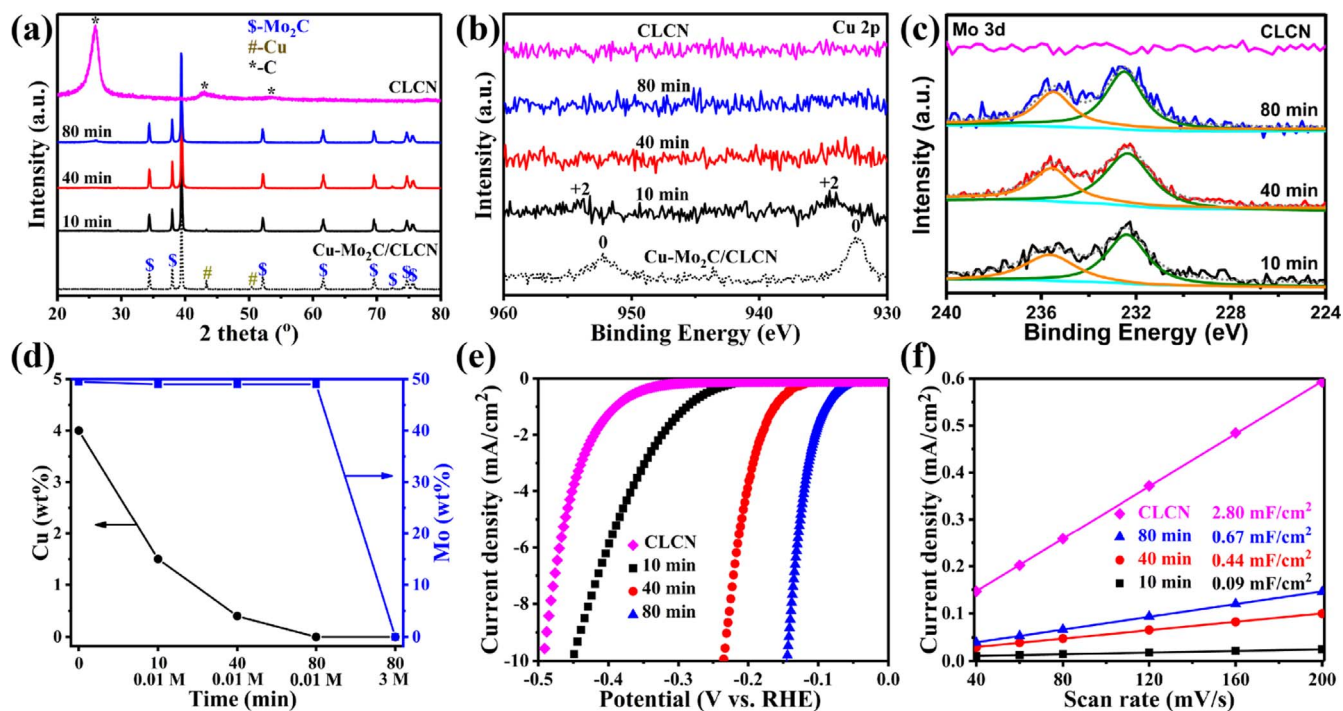 (a)
*
$-Mo₂C
#-Cu
*-C
* *
CLCN
80 min
40 min
10 min
Cu-Mo₂C/CLCN
$ $ # # $ $ $ $ $ $
20 30 40 50 60 70 80
2 theta (º)
Intensity (a.u.)
(b)
Cu 2p
CLCN
80 min
40 min
+2 10 min +2
0 Cu-Mo₂C/CLCN 0
960 950 940 930
Binding Energy (eV)
Intensity (a.u.)
(c)
Mo 3d CLCN
80 min
40 min
10 min
240 236 232 228 224
Binding Energy (eV)
Intensity (a.u.)
(d)
5 50
4 40
3 30
2 20
1 10
0 0
Cu (wt%)
Mo (wt%)
0 10 40 80 80
0.01 M 0.01 M 0.01 M 3 M
Time (min)
(e)
0
-2
-4
-6
-8
-10
Current density (mA/cm²)
CLCN
10 min
40 min
80 min
-0.5 -0.4 -0.3 -0.2 -0.1 0.0
Potential (V vs. RHE)
(f)
0.6
0.5
0.4
0.3
0.2
0.1
0.0
Current density (mA/cm²)
CLCN 2.80 mF/cm²
80 min 0.67 mF/cm²
40 min 0.44 mF/cm²
10 min 0.09 mF/cm²
40 80 120 160 200
Scan rate (mV/s)